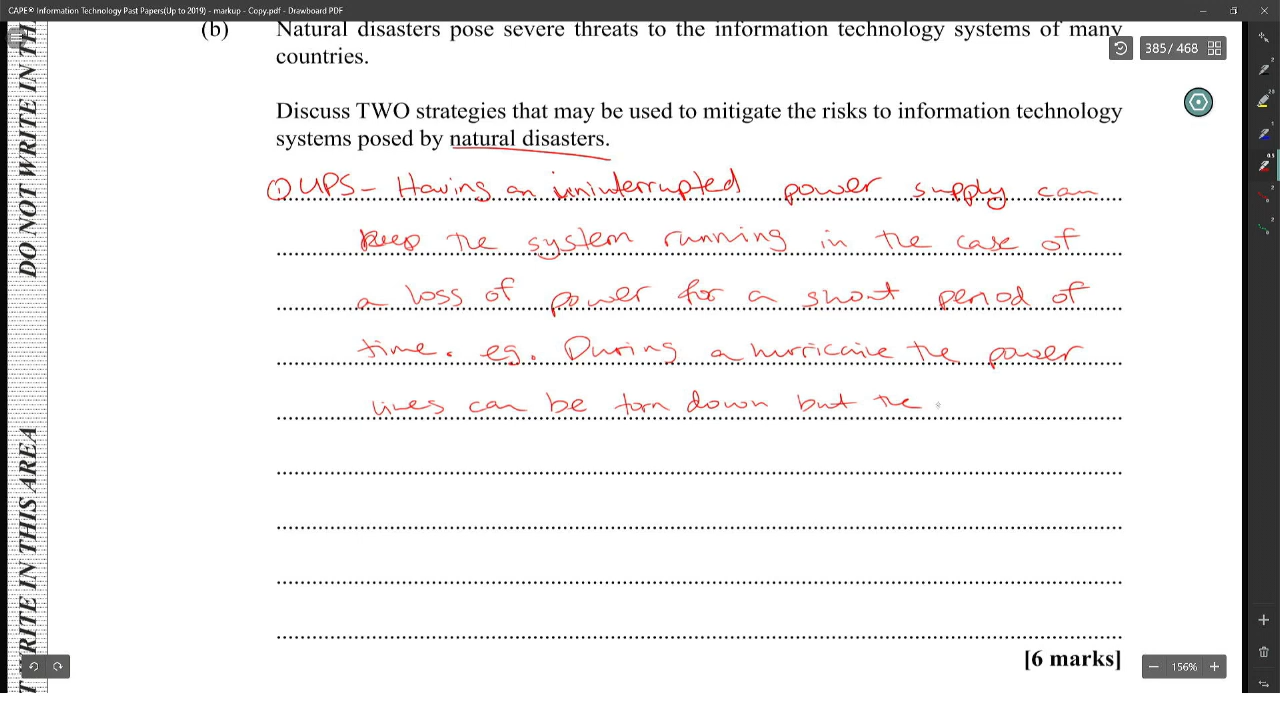 CAPE® Information Technology Past Papers(Up to 2019) - markup - Copy.pdf - Drawboard PDF
(b) Natural disasters pose severe threats to the information technology systems of many
countries.
385 / 468
Discuss TWO strategies that may be used to mitigate the risks to information technology
systems posed by natural disasters.
① UPS - Having an uninterrupted power supply can
keep the system running in the case of
a loss of power for a short period of
time. eg. During a hurricaine the power
lines can be torn down but the
[6 marks]
156%
DO NOT WRITE IN TH
T WRITE IN THIS AREA